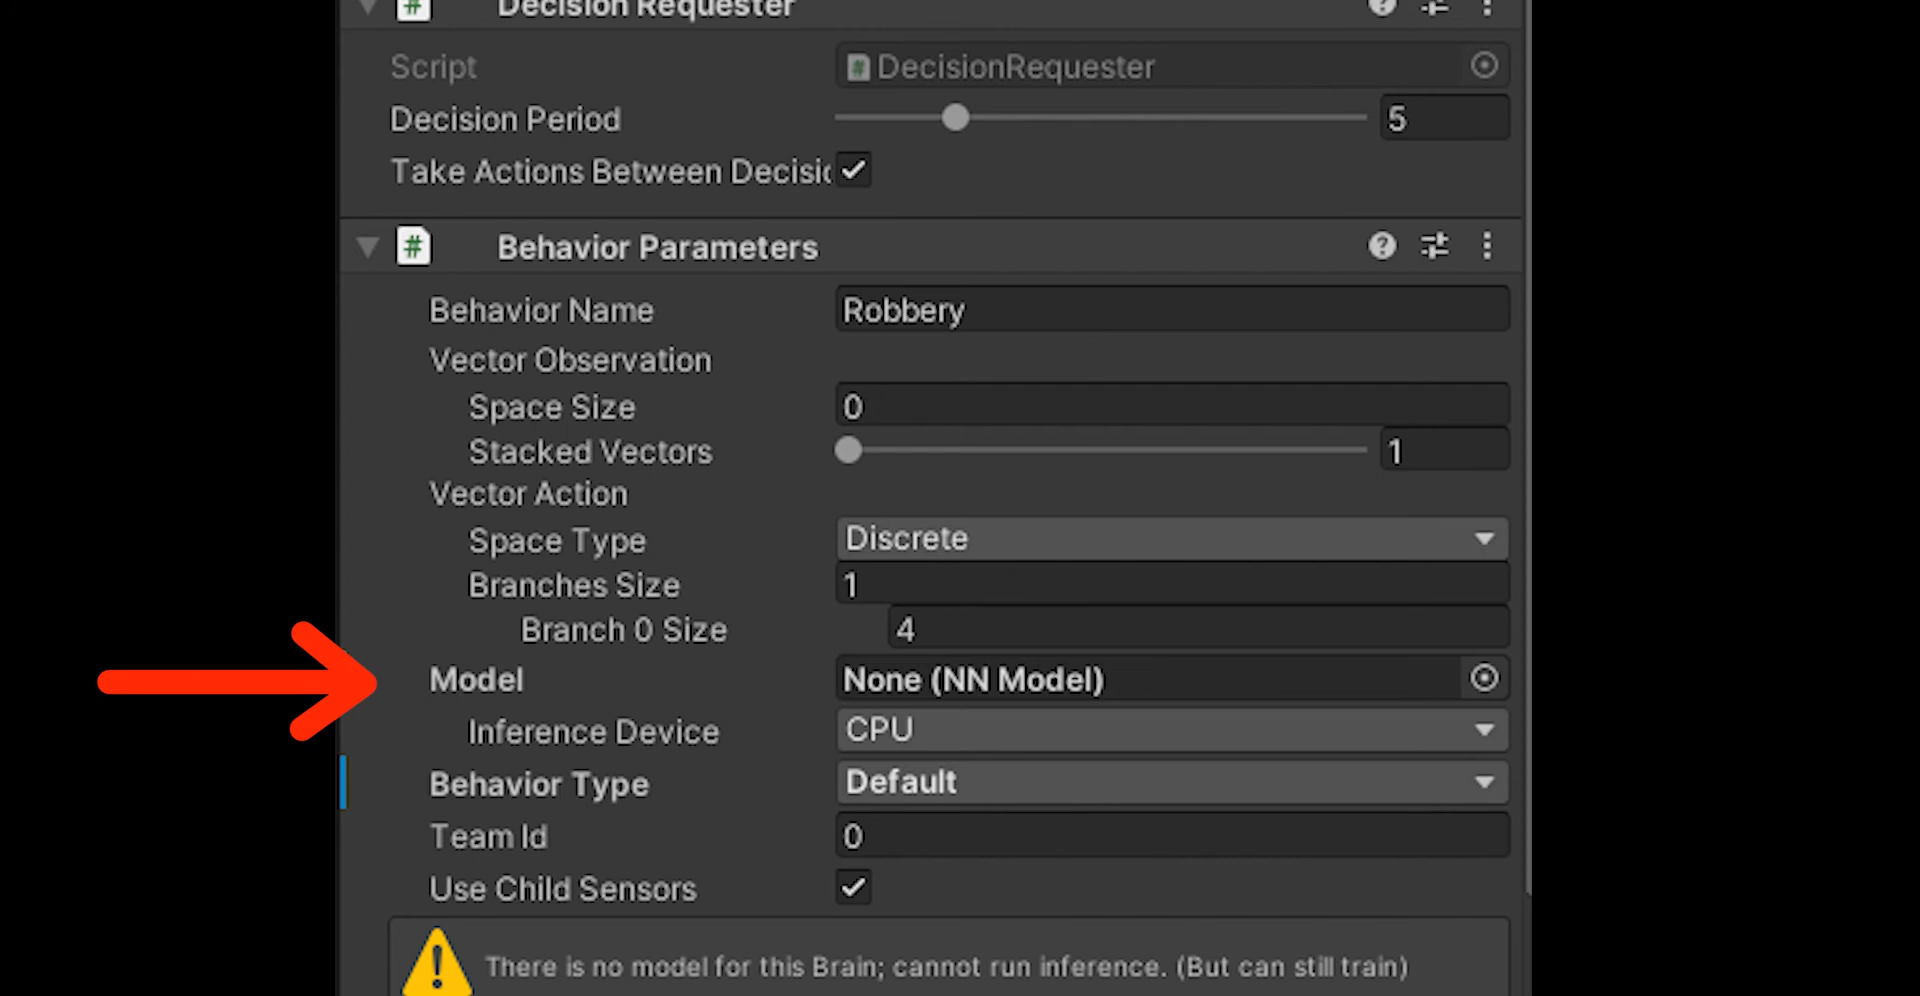 Decision Requester
Script DecisionRequester
Decision Period 5
Take Actions Between Decisic
Behavior Parameters
Behavior Name Robbery
Vector Observation
Space Size 0
Stacked Vectors 1
Vector Action
Space Type Discrete
Branches Size 1
Branch 0 Size 4
Model None (NN Model)
Inference Device CPU
Behavior Type Default
Team Id 0
Use Child Sensors
There is no model for this Brain; cannot run inference. (But can still train)